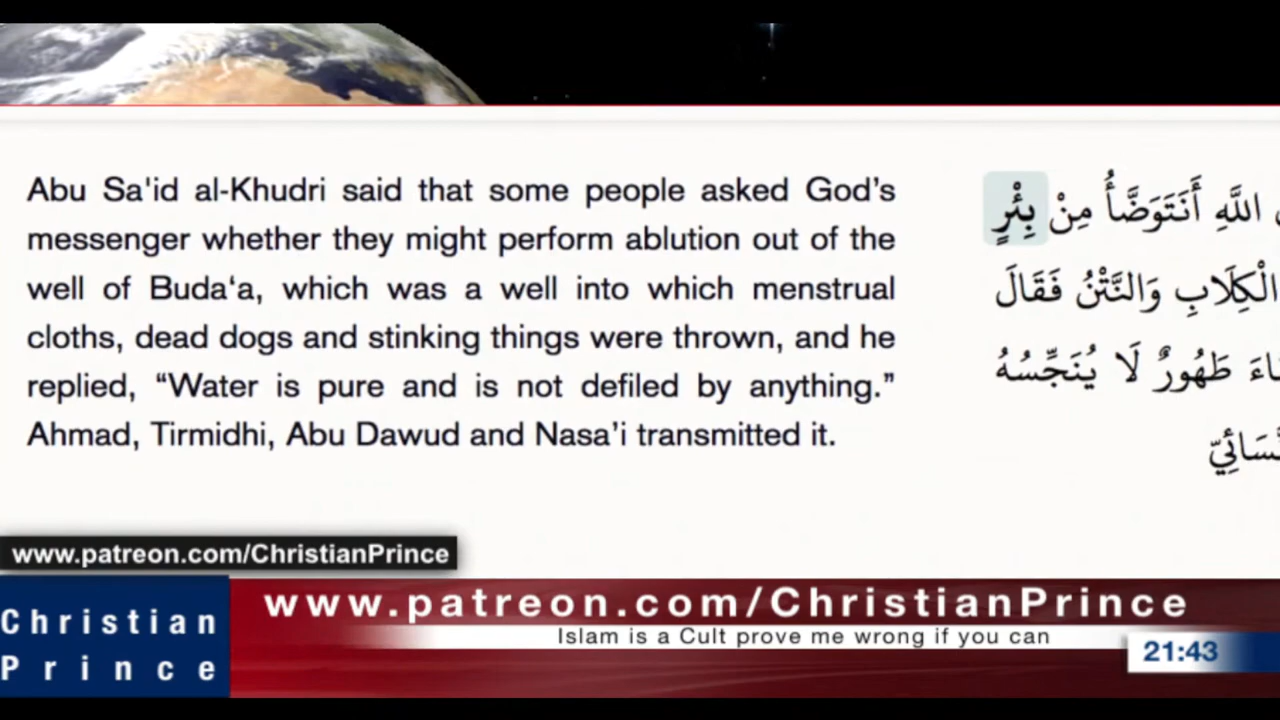 Abu Sa'id al-Khudri said that some people asked God’s
messenger whether they might perform ablution out of the
well of Buda‘a, which was a well into which menstrual
cloths, dead dogs and stinking things were thrown, and he
replied, “Water is pure and is not defiled by anything.”
Ahmad, Tirmidhi, Abu Dawud and Nasa’i transmitted it.
اللَّهِ أَنَتَوَضَّأُ مِنْ بِئْرٍ
الْكِلَابِ وَالنَّتْنُ فَقَالَ
طَهُورٌ لَا يُنَجِّسُهُ
www.patreon.com/ChristianPrince
Christian
Prince
www.patreon.com/ChristianPrince
Islam is a Cult prove me wrong if you can
21:43